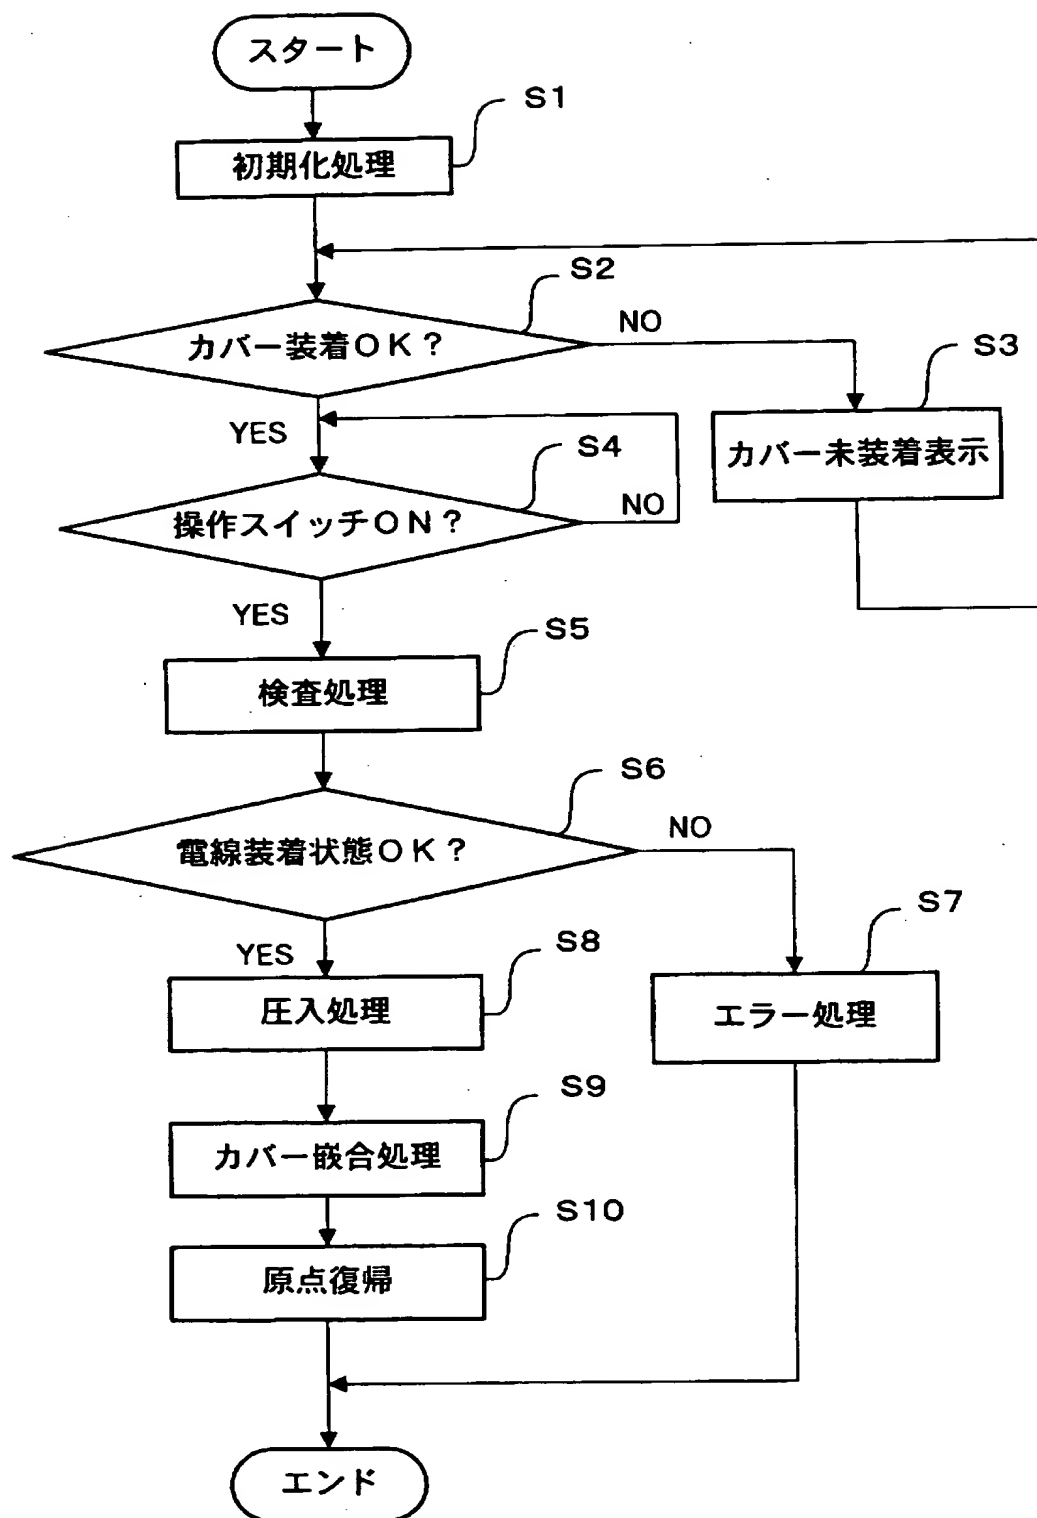 スタート
S1
初期化処理
S2
カバー装着OK？
NO
S3
YES
カバー未装着表示
S4
操作スイッチON？
NO
YES
S5
検査処理
S6
電線装着状態OK？
NO
S7
YES
S8
圧入処理
エラー処理
S9
カバー嵌合処理
S10
原点復帰
エンド